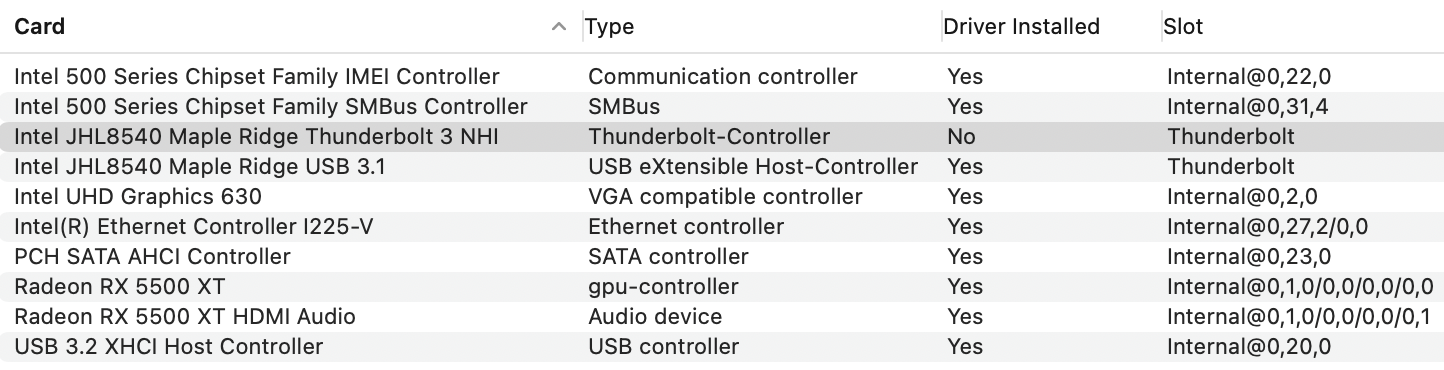 Card Type Driver Installed Slot
Intel 500 Series Chipset Family IMEI Controller Communication controller Yes Internal@0,22,0
Intel 500 Series Chipset Family SMBus Controller SMBus Yes Internal@0,31,4
Intel JHL8540 Maple Ridge Thunderbolt 3 NHI Thunderbolt-Controller No Thunderbolt
Intel JHL8540 Maple Ridge USB 3.1 USB eXtensible Host-Controller Yes Thunderbolt
Intel UHD Graphics 630 VGA compatible controller Yes Internal@0,2,0
Intel(R) Ethernet Controller I225-V Ethernet controller Yes Internal@0,27,2/0,0
PCH SATA AHCI Controller SATA controller Yes Internal@0,23,0
Radeon RX 5500 XT gpu-controller Yes Internal@0,1,0/0,0/0,0/0,0
Radeon RX 5500 XT HDMI Audio Audio device Yes Internal@0,1,0/0,0/0,0/0,1
USB 3.2 XHCI Host Controller USB controller Yes Internal@0,20,0